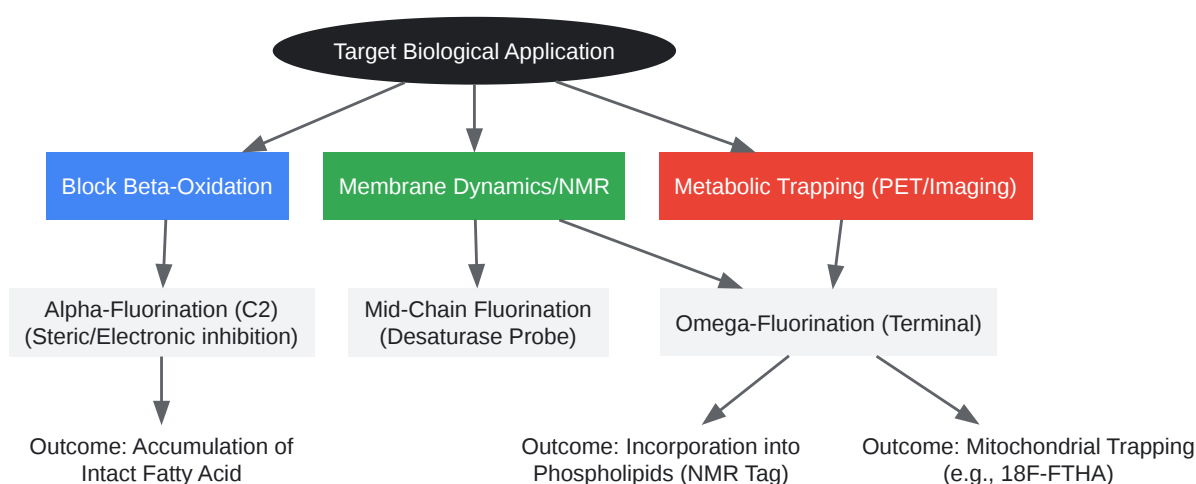 Target Biological Application
Block Beta-Oxidation
Membrane Dynamics/NMR
Metabolic Trapping (PET/Imaging)
Alpha-Fluorination (C2)
(Steric/Electronic inhibition)
Mid-Chain Fluorination
(Desaturase Probe)
Omega-Fluorination (Terminal)
Outcome: Accumulation of
Intact Fatty Acid
Outcome: Incorporation into
Phospholipids (NMR Tag)
Outcome: Mitochondrial Trapping
(e.g., 18F-FTHA)